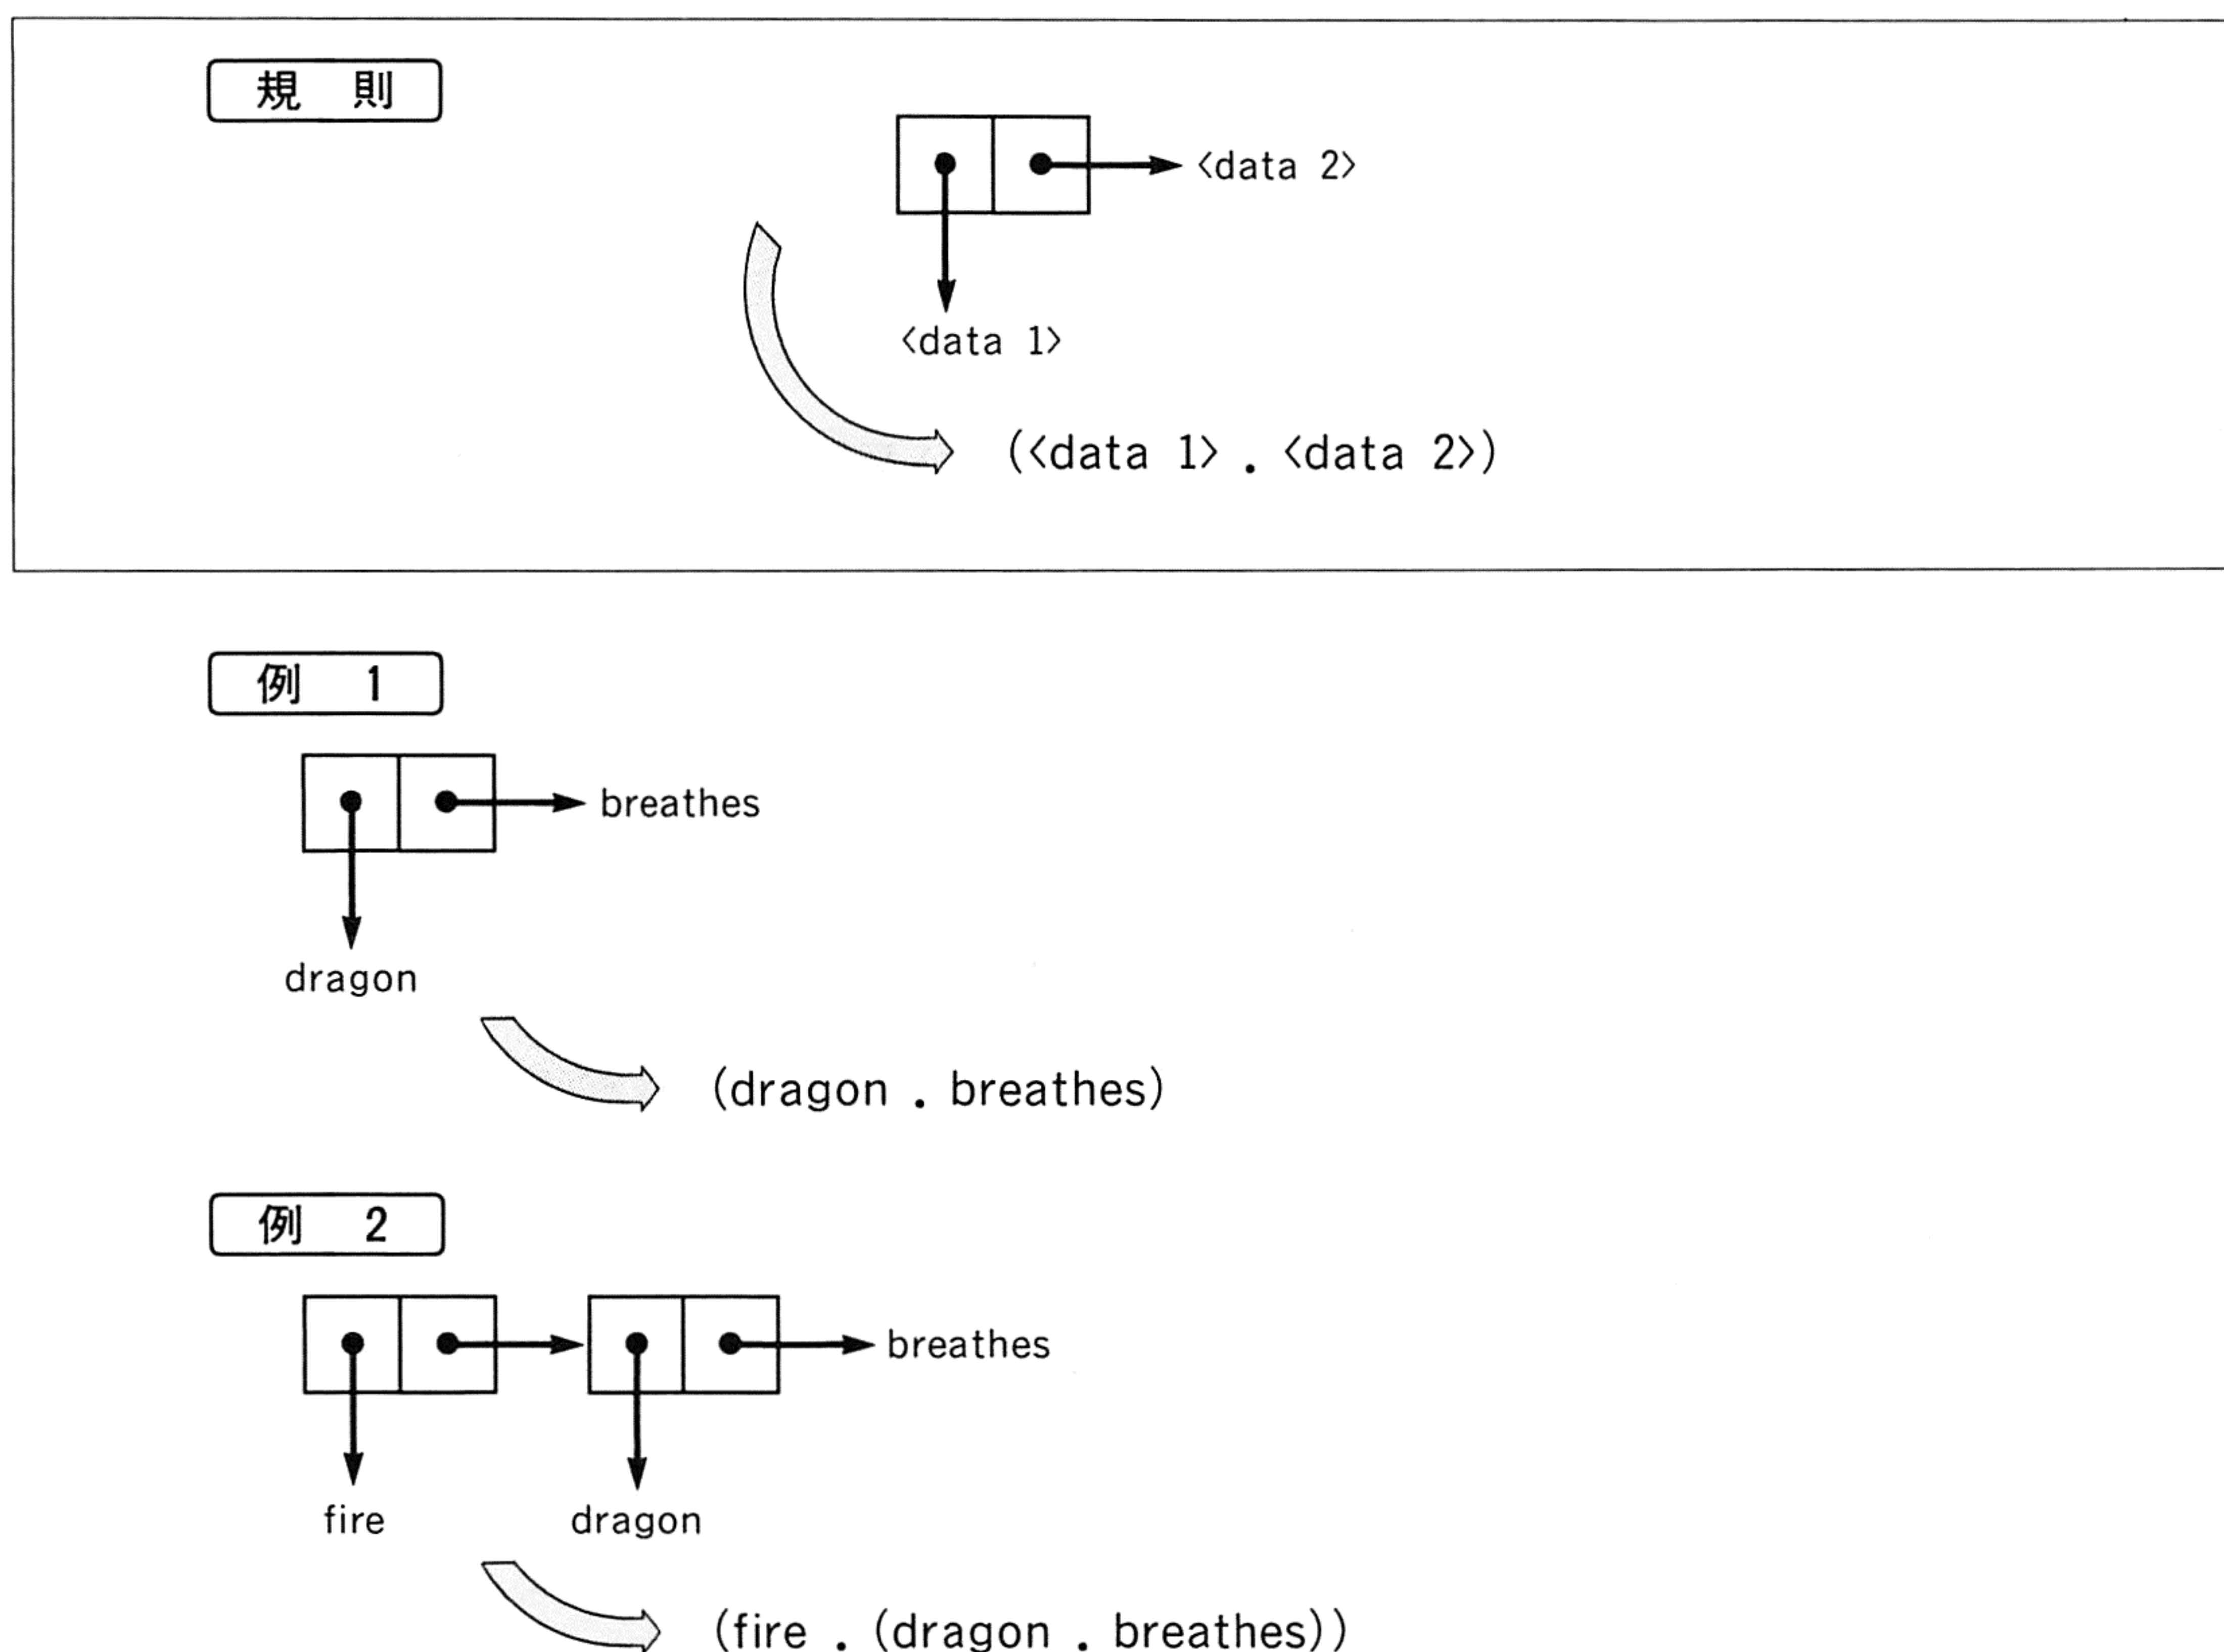 規 則
<data 2>
<data 1>
(<data 1> . <data 2>)
例 1
breathes
dragon
(dragon . breathes)
例 2
breathes
fire dragon
(fire . (dragon . breathes))